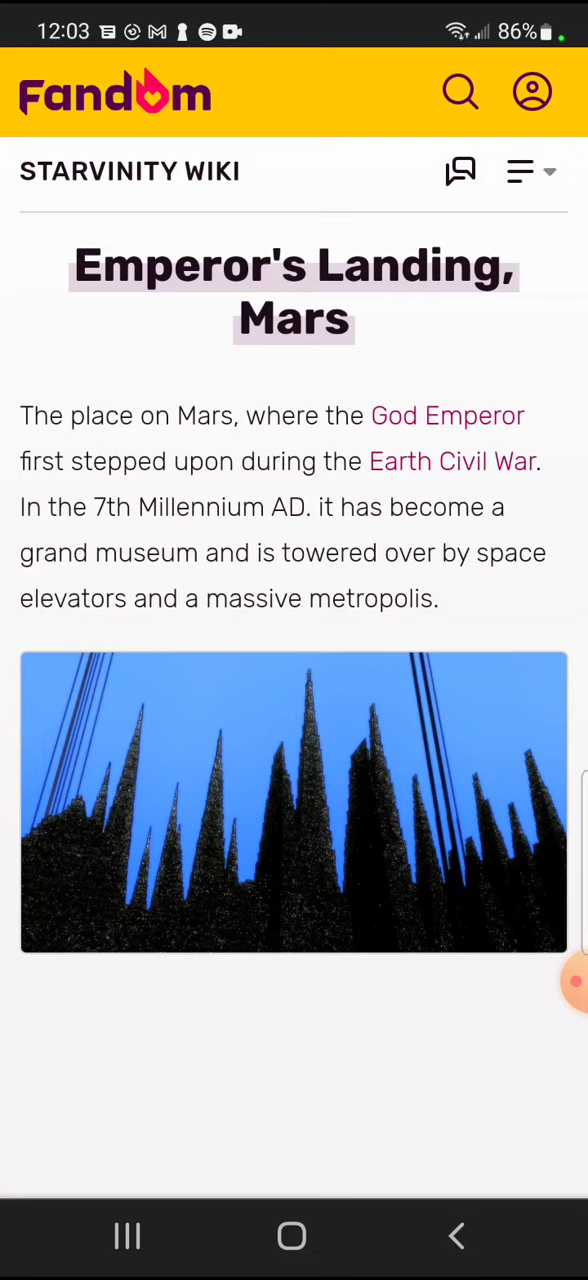 12:03 86%
Fandom
STARVINITY WIKI
Emperor's Landing,
Mars
The place on Mars, where the God Emperor
first stepped upon during the Earth Civil War.
In the 7th Millennium AD. it has become a
grand museum and is towered over by space
elevators and a massive metropolis.